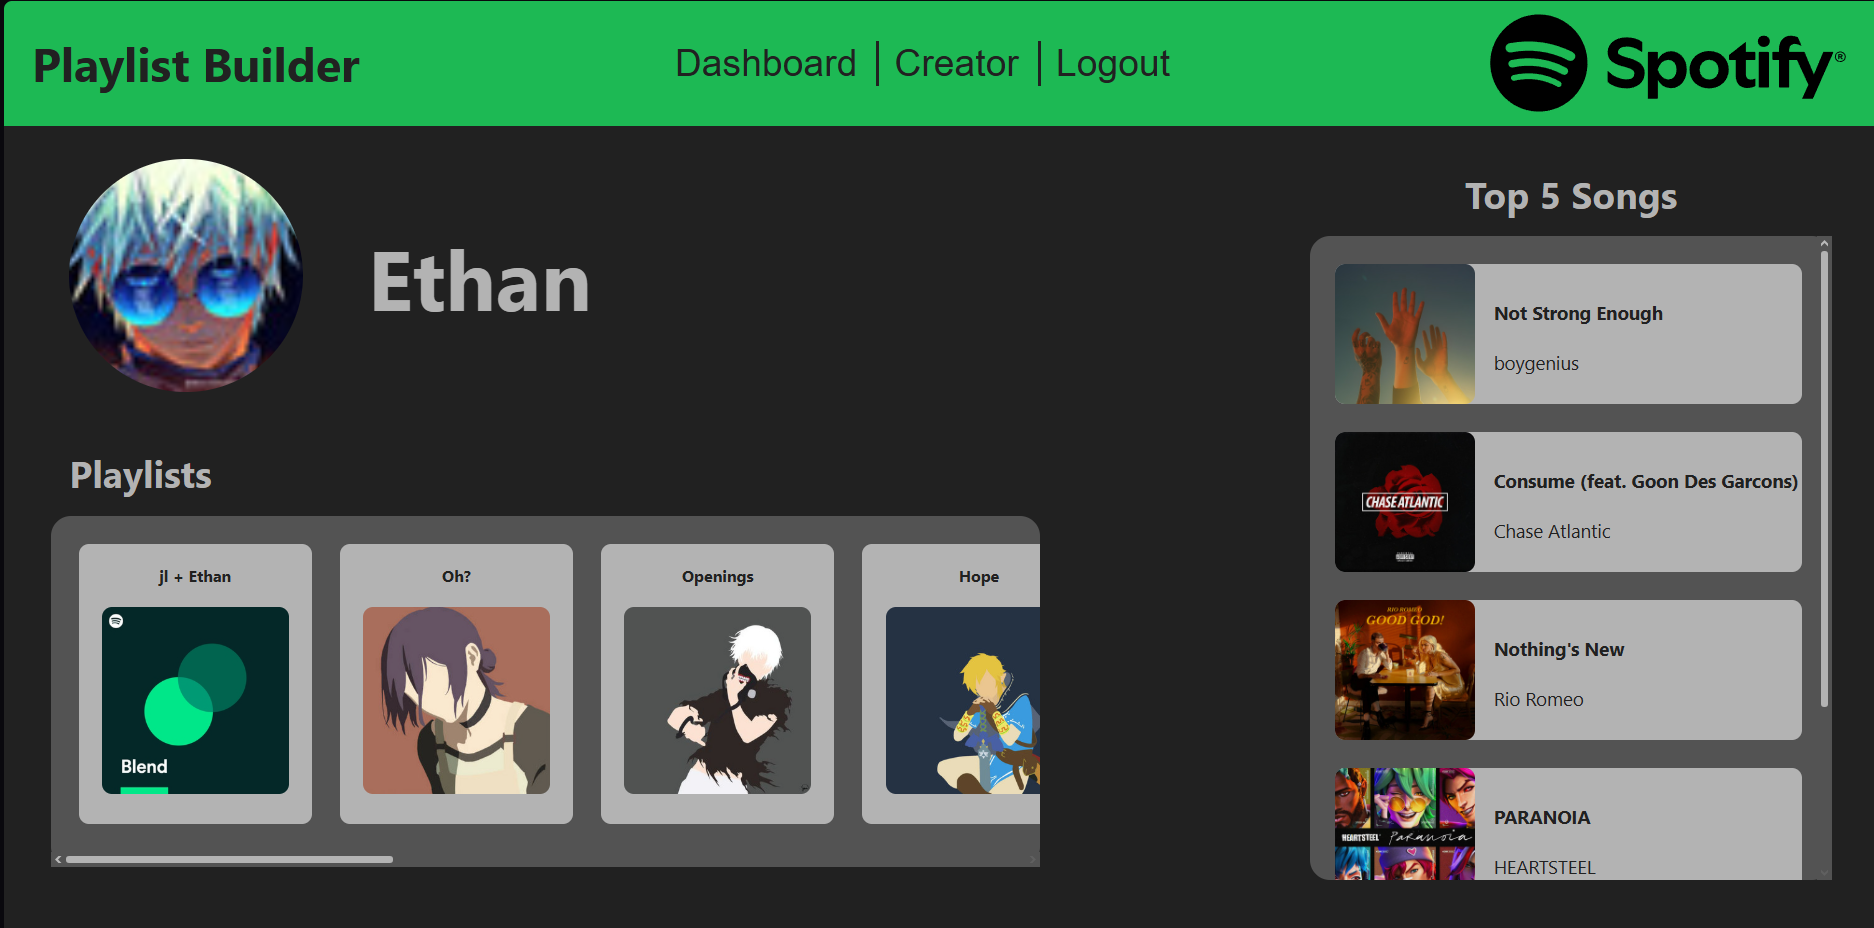 Playlist Builder
Dashboard
Creator
Logout
Spotify®
Ethan
Top 5 Songs
Not Strong Enough
boygenius
CHASE ATLANTIC
Consume (feat. Goon Des Garcons)
Chase Atlantic
RIO ROMEO
GOOD GOD!
Nothing's New
Rio Romeo
HEARTSTEEL
Paranoia
PARANOIA
HEARTSTEEL
Playlists
jl + Ethan
Blend
Oh?
Openings
Hope